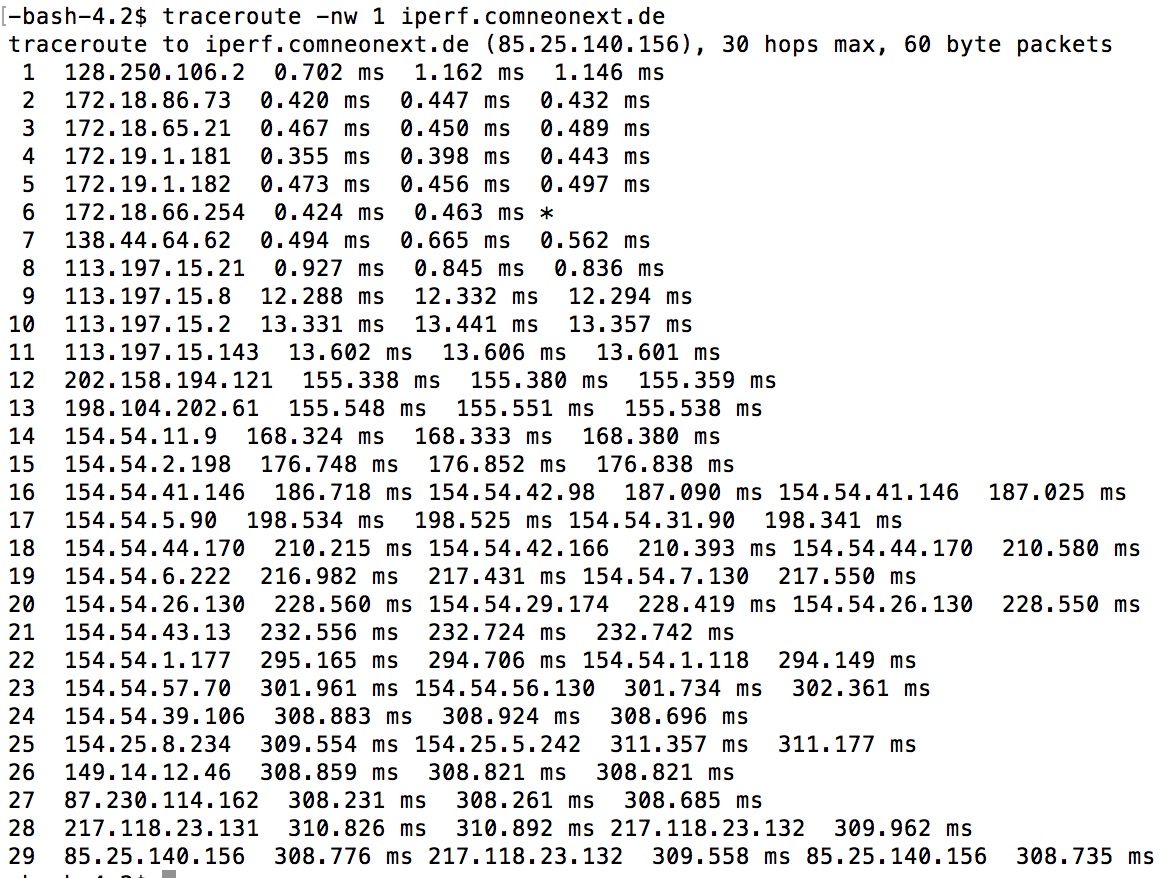 [-bash-4.2$ traceroute -nw 1 iperf.comneonext.de
traceroute to iperf.comneonext.de (85.25.140.156), 30 hops max, 60 byte packets
 1  128.250.106.2  0.702 ms  1.162 ms  1.146 ms
 2  172.18.86.73  0.420 ms  0.447 ms  0.432 ms
 3  172.18.65.21  0.467 ms  0.450 ms  0.489 ms
 4  172.19.1.181  0.355 ms  0.398 ms  0.443 ms
 5  172.19.1.182  0.473 ms  0.456 ms  0.497 ms
 6  172.18.66.254  0.424 ms  0.463 ms *
 7  138.44.64.62  0.494 ms  0.665 ms  0.562 ms
 8  113.197.15.21  0.927 ms  0.845 ms  0.836 ms
 9  113.197.15.8  12.288 ms  12.332 ms  12.294 ms
10  113.197.15.2  13.331 ms  13.441 ms  13.357 ms
11  113.197.15.143  13.602 ms  13.606 ms  13.601 ms
12  202.158.194.121  155.338 ms  155.380 ms  155.359 ms
13  198.104.202.61  155.548 ms  155.551 ms  155.538 ms
14  154.54.11.9  168.324 ms  168.333 ms  168.380 ms
15  154.54.2.198  176.748 ms  176.852 ms  176.838 ms
16  154.54.41.146  186.718 ms 154.54.42.98  187.090 ms 154.54.41.146  187.025 ms
17  154.54.5.90  198.534 ms  198.525 ms 154.54.31.90  198.341 ms
18  154.54.44.170  210.215 ms 154.54.42.166  210.393 ms 154.54.44.170  210.580 ms
19  154.54.6.222  216.982 ms  217.431 ms 154.54.7.130  217.550 ms
20  154.54.26.130  228.560 ms 154.54.29.174  228.419 ms 154.54.26.130  228.550 ms
21  154.54.43.13  232.556 ms  232.724 ms  232.742 ms
22  154.54.1.177  295.165 ms  294.706 ms 154.54.1.118  294.149 ms
23  154.54.57.70  301.961 ms 154.54.56.130  301.734 ms  302.361 ms
24  154.54.39.106  308.883 ms  308.924 ms  308.696 ms
25  154.25.8.234  309.554 ms 154.25.5.242  311.357 ms  311.177 ms
26  149.14.12.46  308.859 ms  308.821 ms  308.821 ms
27  87.230.114.162  308.231 ms  308.261 ms  308.685 ms
28  217.118.23.131  310.826 ms  310.892 ms 217.118.23.132  309.962 ms
29  85.25.140.156  308.776 ms 217.118.23.132  309.558 ms 85.25.140.156  308.735 ms